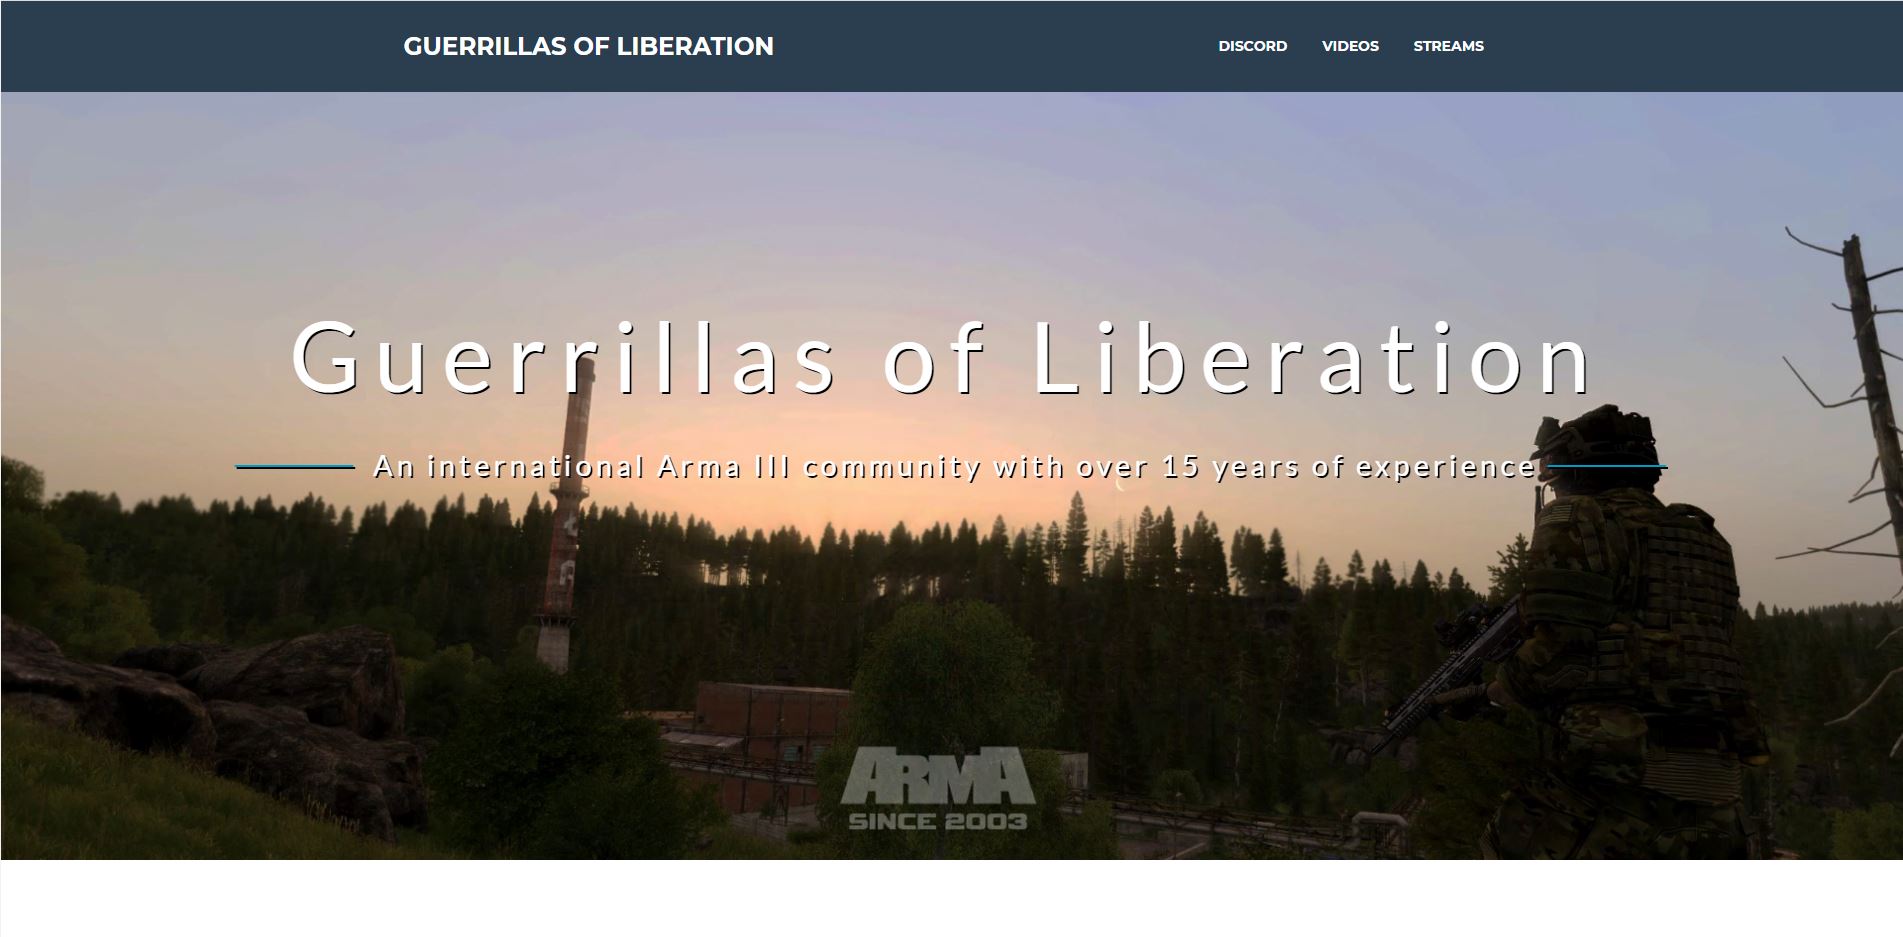 GUERRILLAS OF LIBERATION
DISCORD VIDEOS STREAMS
Guerrillas of Liberation
An international Arma III community with over 15 years of experience
ARMA
SINCE 2003